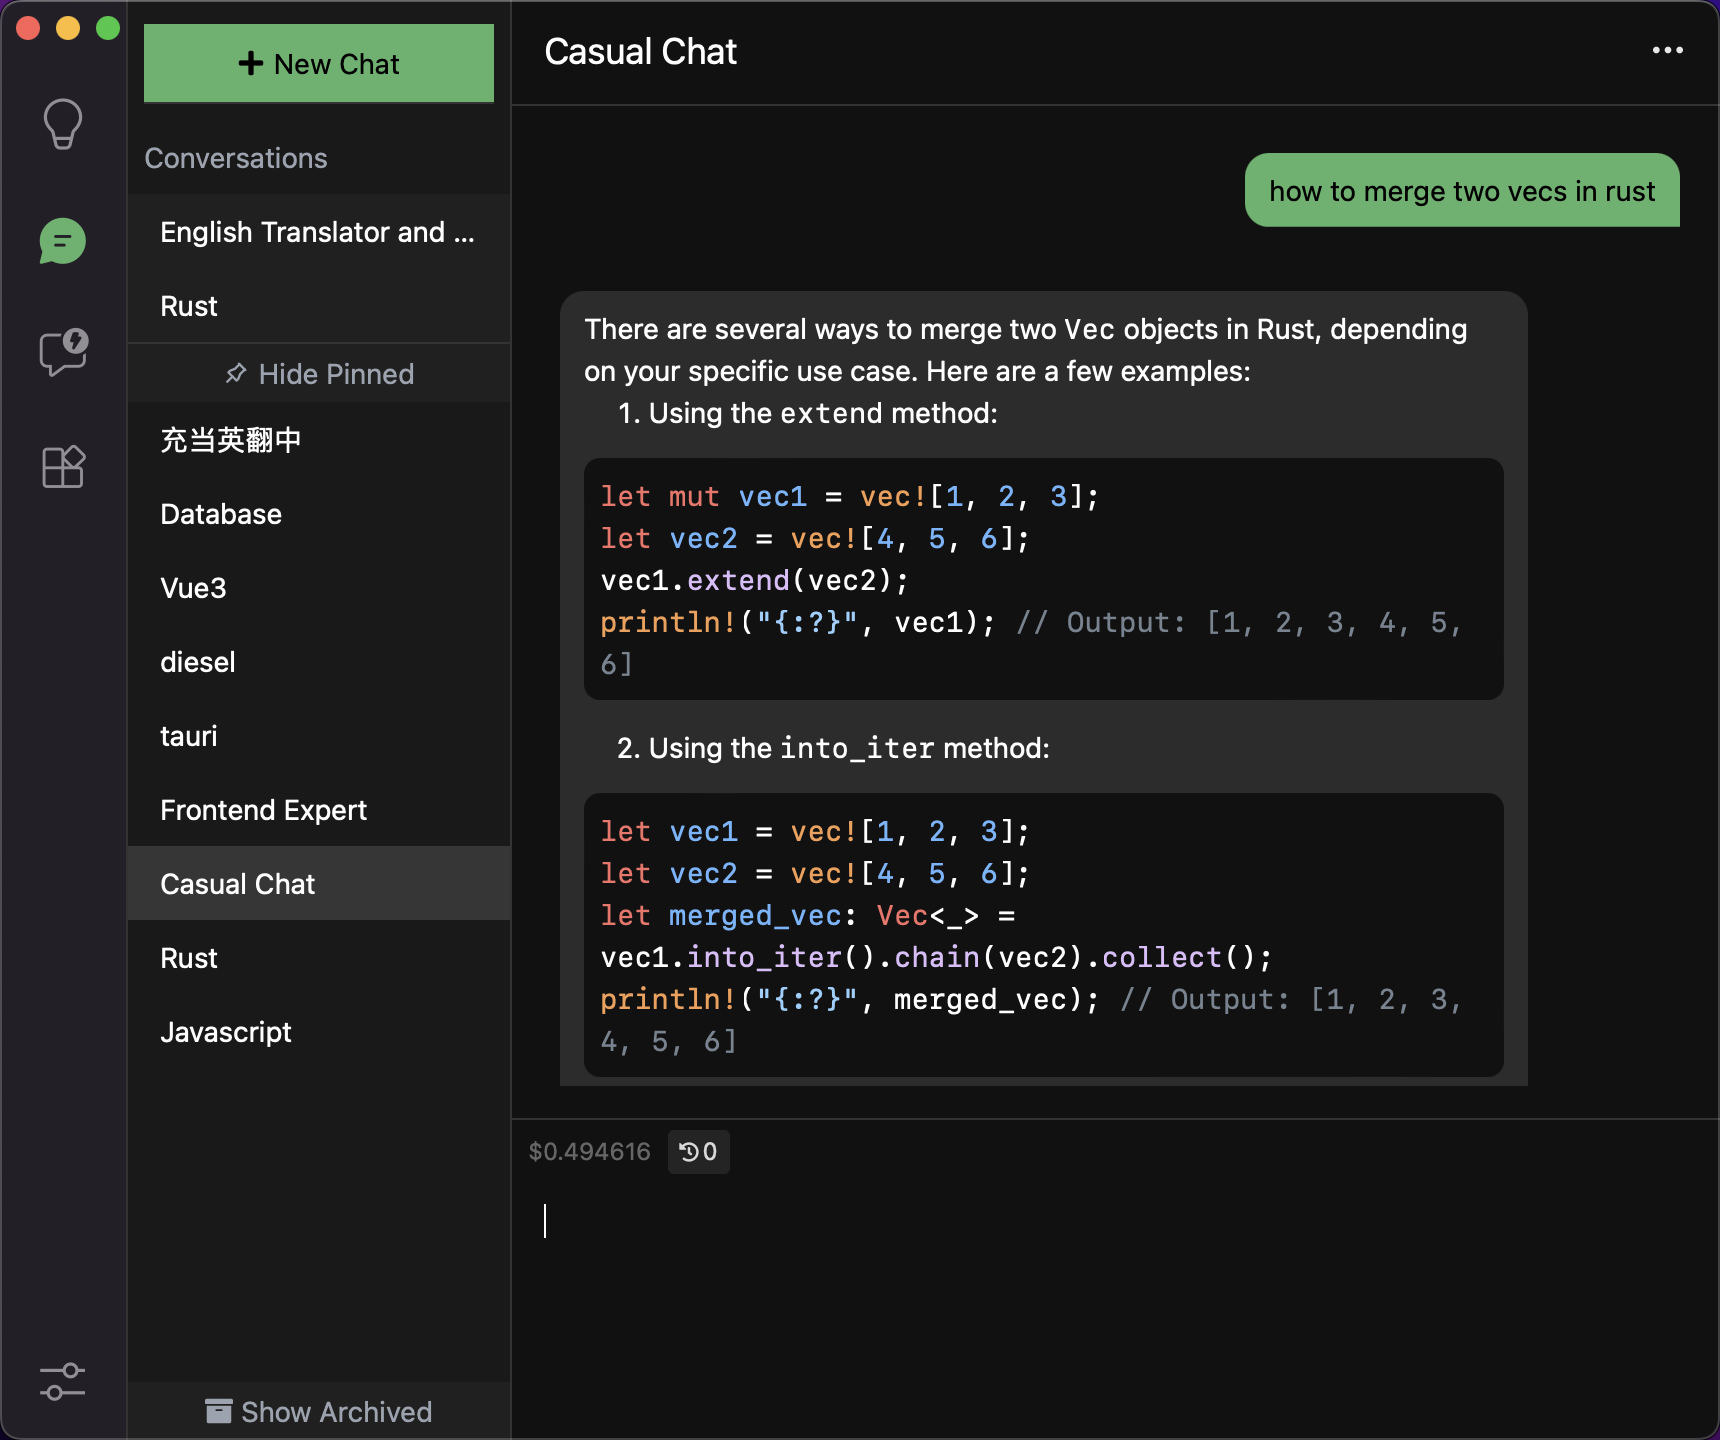 New Chat
Conversations
English Translator and ...
Rust
Hide Pinned
充当英翻中
Database
Vue3
diesel
tauri
Frontend Expert
Casual Chat
Rust
Javascript
Show Archived
Casual Chat
how to merge two vecs in rust
There are several ways to merge two Vec objects in Rust, depending
on your specific use case. Here are a few examples:
1. Using the extend method:
let mut vec1 = vec![1, 2, 3];
let vec2 = vec![4, 5, 6];
vec1.extend(vec2);
println!("{:?}", vec1); // Output: [1, 2, 3, 4, 5,
6]
2. Using the into_iter method:
let vec1 = vec![1, 2, 3];
let vec2 = vec![4, 5, 6];
let merged_vec: Vec<_> =
vec1.into_iter().chain(vec2).collect();
println!("{:?}", merged_vec); // Output: [1, 2, 3,
4, 5, 6]
$0.494616 0